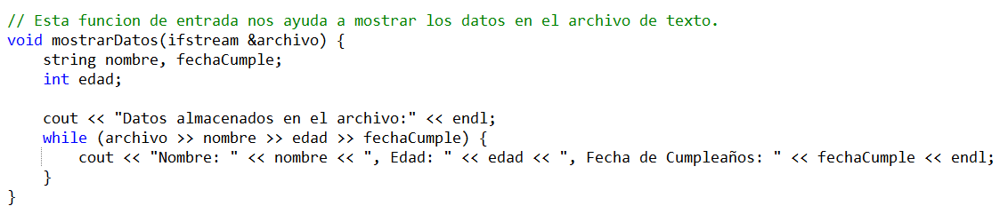 // Esta funcion de entrada nos ayuda a mostrar los datos en el archivo de texto.
void mostrarDatos(ifstream &archivo) {
    string nombre, fechaCumple;
    int edad;

    cout << "Datos almacenados en el archivo:" << endl;
    while (archivo >> nombre >> edad >> fechaCumple) {
        cout << "Nombre: " << nombre << ", Edad: " << edad << ", Fecha de Cumpleaños: " << fechaCumple << endl;
    }
}